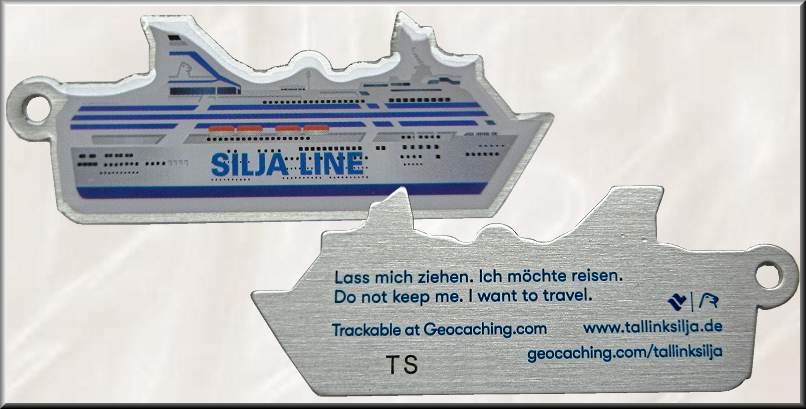 SILJA LINE
Lass mich ziehen. Ich möchte reisen.
Do not keep me. I want to travel.
Trackable at Geocaching.com
www.tallinksilja.de
TS
geocaching.com/tallinksilja